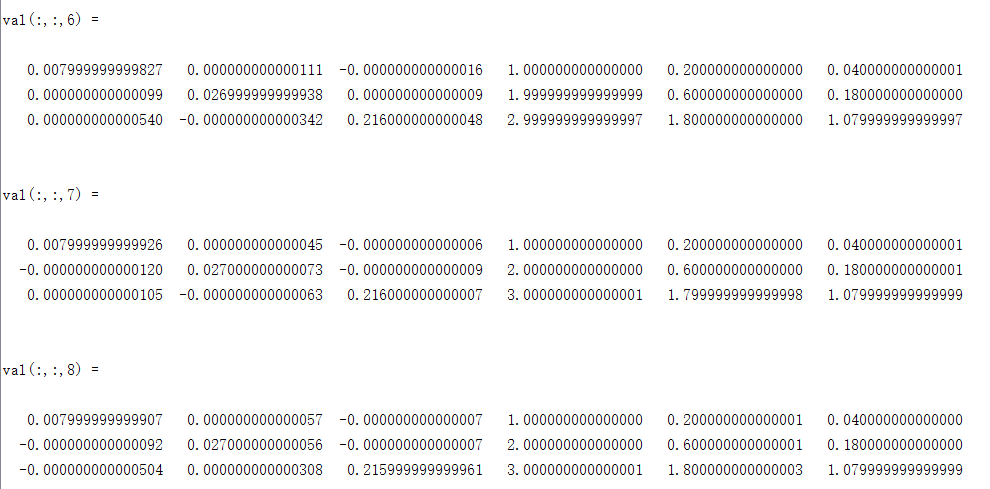 val(:,:,6) =
0.007999999999827 0.000000000000111 -0.000000000000016 1.000000000000000 0.200000000000000 0.040000000000001
0.000000000000099 0.026999999999938 0.000000000000009 1.999999999999999 0.600000000000000 0.180000000000000
0.000000000000540 -0.000000000000342 0.216000000000048 2.999999999999997 1.800000000000000 1.079999999999997
val(:,:,7) =
0.007999999999926 0.000000000000045 -0.000000000000006 1.000000000000000 0.200000000000000 0.040000000000001
-0.000000000000120 0.027000000000073 -0.000000000000009 2.000000000000000 0.600000000000000 0.180000000000001
0.000000000000105 -0.000000000000063 0.216000000000007 3.000000000000001 1.799999999999998 1.079999999999999
val(:,:,8) =
0.007999999999907 0.000000000000057 -0.000000000000007 1.000000000000000 0.200000000000001 0.040000000000000
-0.000000000000092 0.027000000000056 -0.000000000000007 2.000000000000000 0.600000000000001 0.180000000000000
-0.000000000000504 0.000000000000308 0.215999999999961 3.000000000000001 1.800000000000003 1.079999999999999